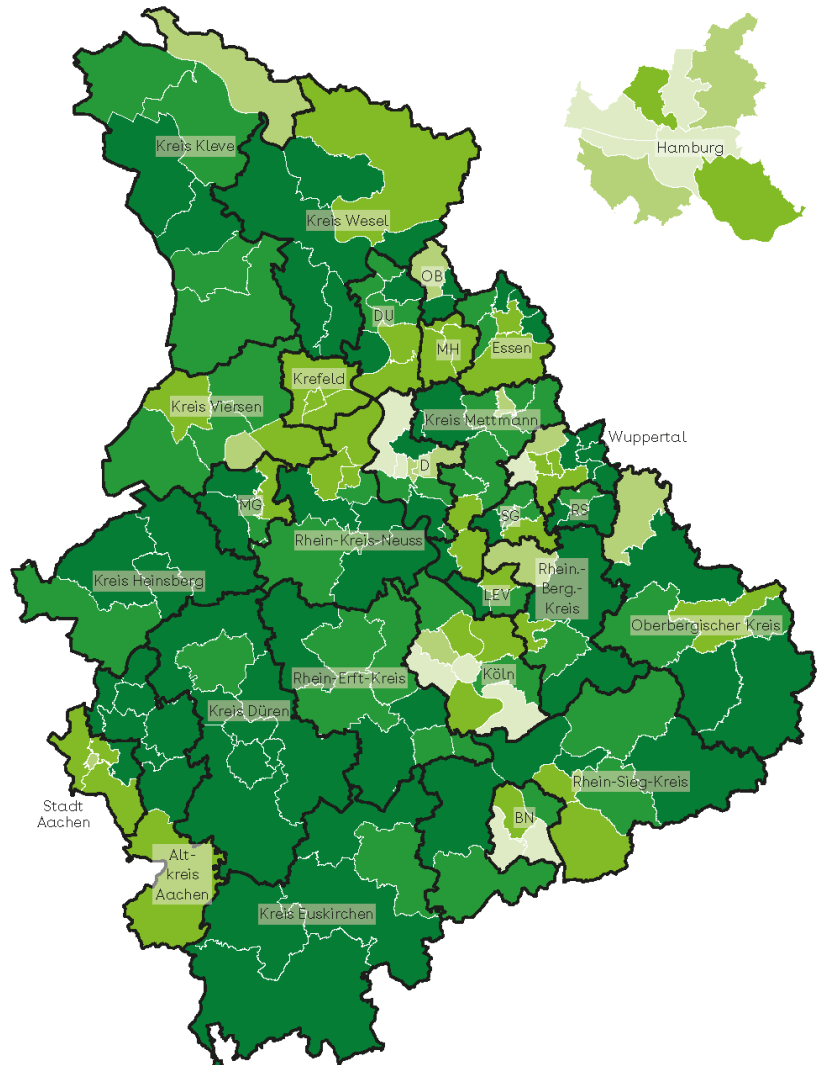 Kreis Kleve
Hamburg
Kreis Wesel
OB
DU
MH
Essen
Krefeld
Kreis Viersen
Kreis Mettmann
Wuppertal
D
MG
SG
RS
Rhein-Kreis-Neuss
Kreis Heinsberg
LEV
Rhein.-
Berg.-
Kreis
Oberbergischer Kreis
Rhein-Erft-Kreis
Köln
Kreis Düren
Rhein-Sieg-Kreis
Stadt
Aachen
BN
Alt-
kreis
Aachen
Kreis Euskirchen